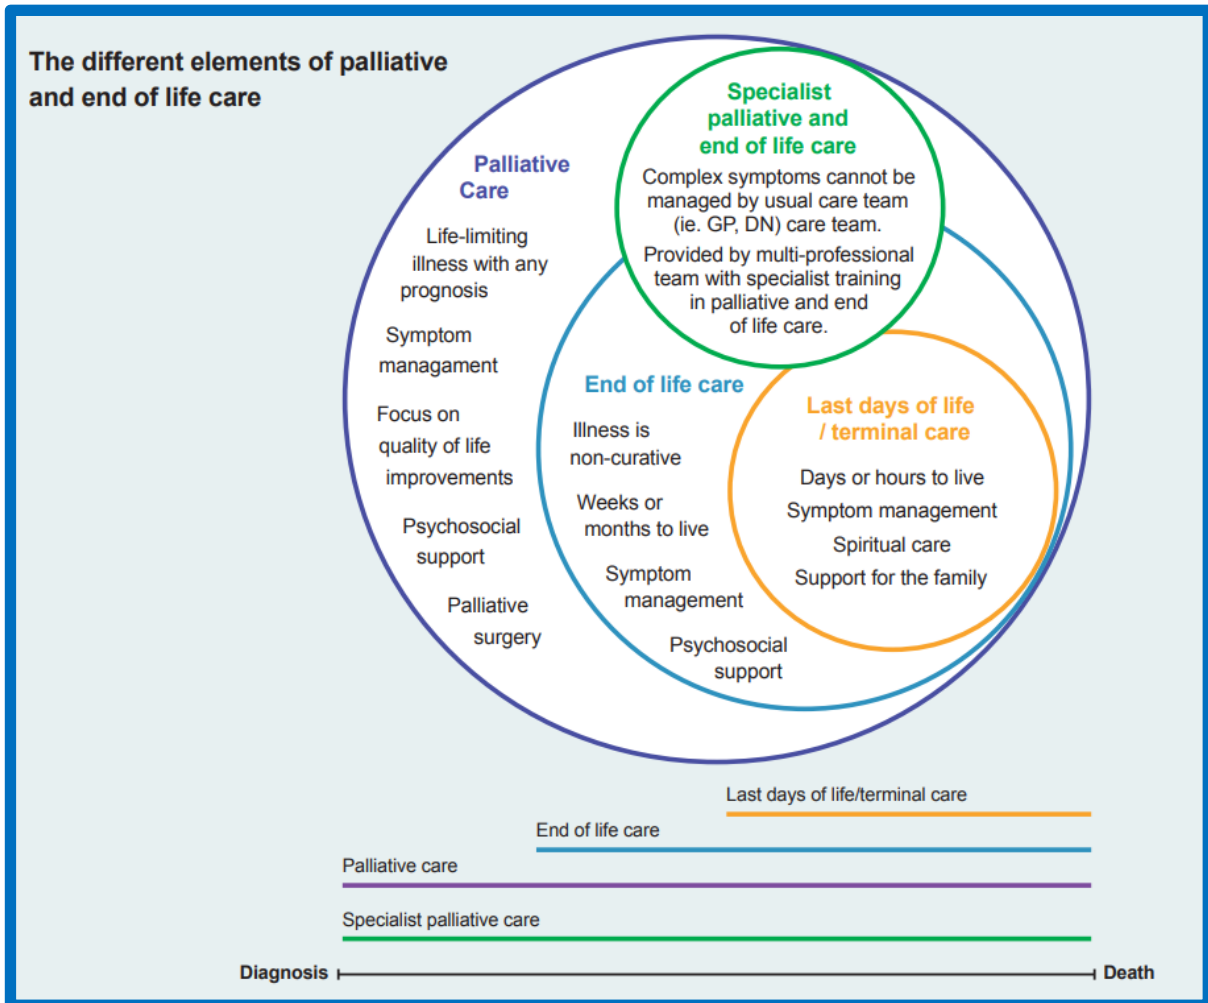 The different elements of palliative
and end of life care
Specialist
palliative and
end of life care
Complex symptoms cannot be
managed by usual care team
(ie. GP, DN) care team.
Provided by multi-professional
team with specialist training
in palliative and end
of life care.
Palliative
Care
Life-limiting
illness with any
prognosis
Symptom
managament
Focus on
quality of life
improvements
Psychosocial
support
Palliative
surgery
End of life care
Illness is
non-curative
Weeks or
months to live
Symptom
management
Psychosocial
support
Last days of life
/ terminal care
Days or hours to live
Symptom management
Spiritual care
Support for the family
Last days of life/terminal care
End of life care
Palliative care
Specialist palliative care
Diagnosis
Death